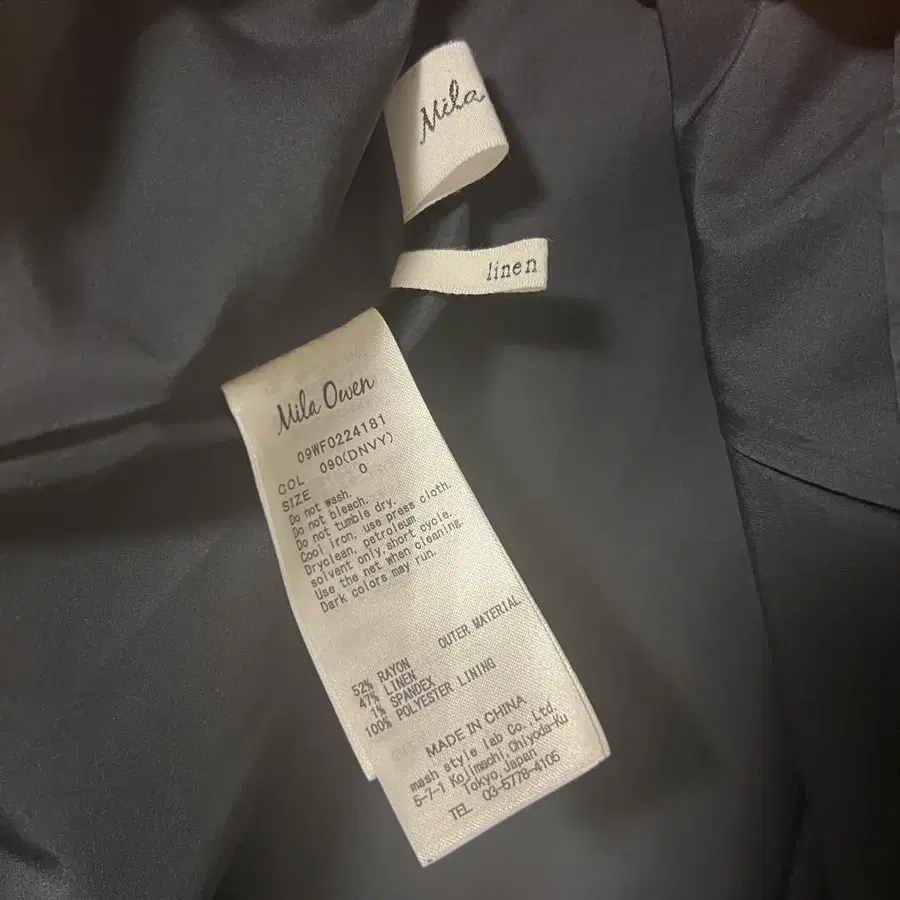 Mila
linen
Mila Owen
09WF0224181
COL 090(DNVY)
SIZE 0
Do not wash.
Do not bleach.
Do not tumble dry.
Cool iron, use press cloth.
Dryclean, petroleum
solvent only,short cycle.
Use the net when cleaning.
Dark colors may run.
OUTER MATERIAL
52% RAYON
47% LINEN
1% SPANDEX
100% POLYESTER LINING
MADE IN CHINA
mash style lab Co.,Ltd.
5-7-1 Kojimachi Chiyoda-Ku
Tokyo,Japan
TEL 03-5778-4105